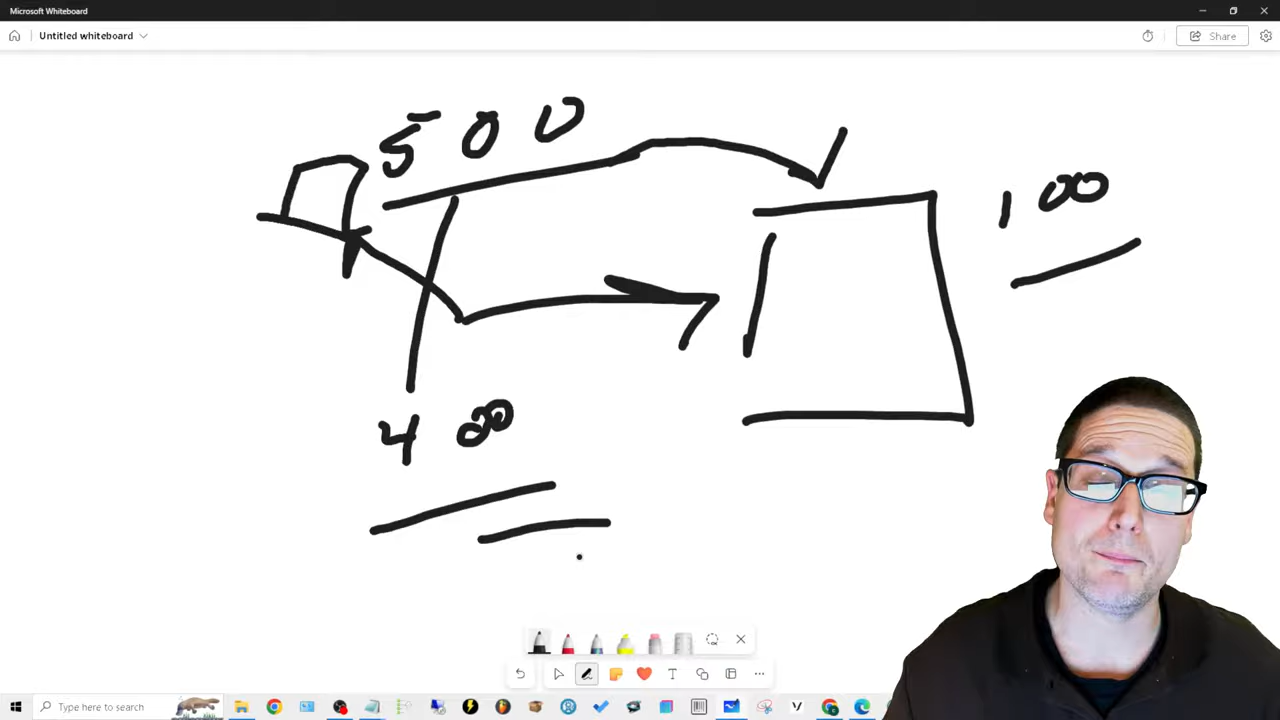 Microsoft Whiteboard
Untitled whiteboard
Share
500
100
400
Type here to search